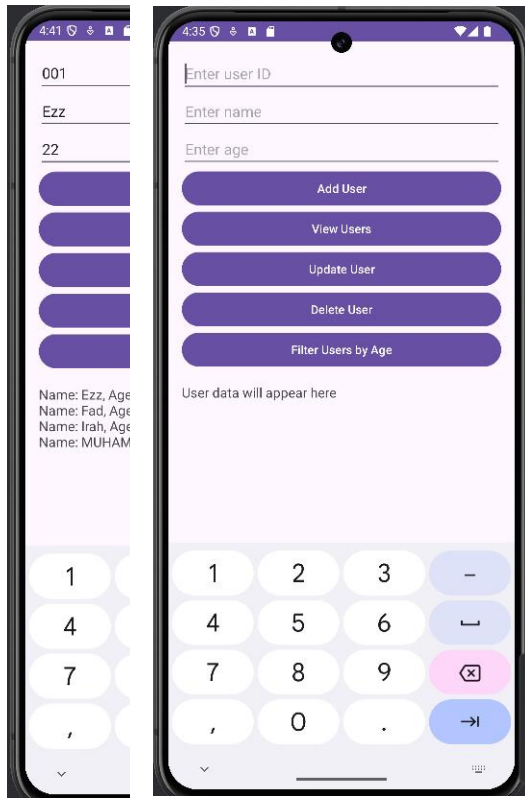 4:41
001
Ezz
22
Name: Ezz, Age
Name: Fad, Age
Name: Irah, Age
Name: MUHAM
1
4
7
,
4:35
Enter user ID
Enter name
Enter age
Add User
View Users
Update User
Delete User
Filter Users by Age
User data will appear here
1 2 3 –
4 5 6
7 8 9
, 0 .